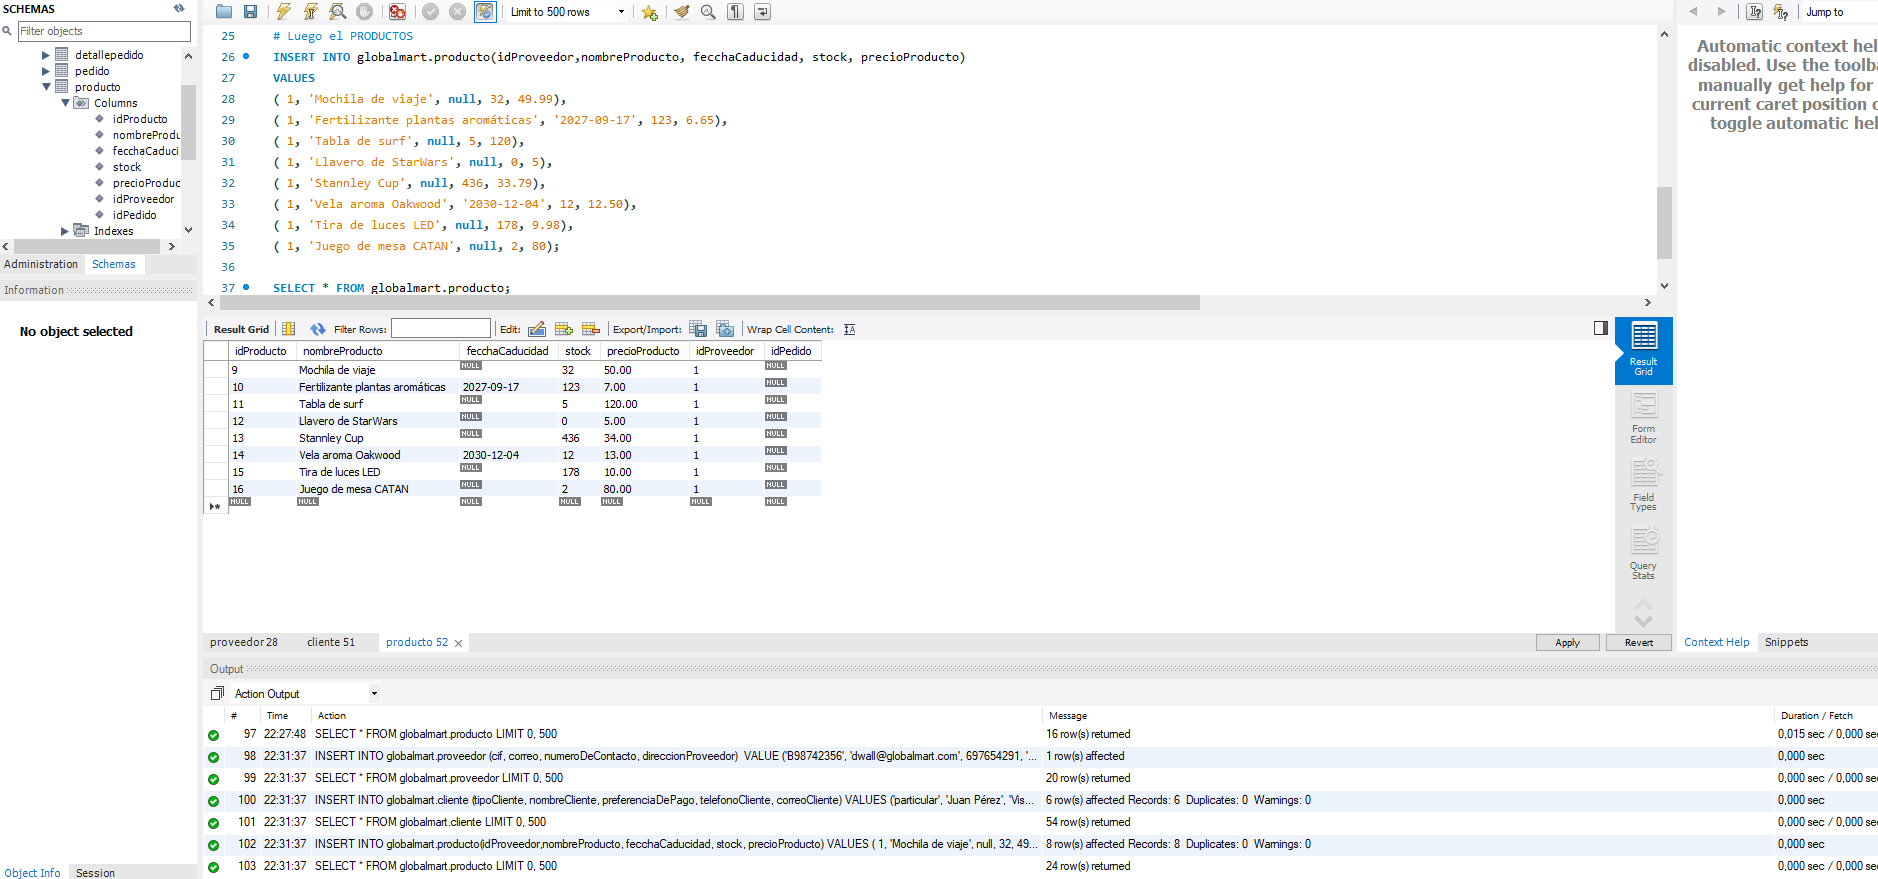 SCHEMAS
Filter objects
detallepedido
pedido
producto
Columns
idProducto
nombreProdu
fecchaCaduci
stock
precioProduc
idProveedor
idPedido
Indexes
Administration Schemas
Information
No object selected
Object Info Session
Limit to 500 rows
25 # Luego el PRODUCTOS
26 INSERT INTO globalmart.producto(idProveedor,nombreProducto, fecchaCaducidad, stock, precioProducto)
27 VALUES
28 ( 1, 'Mochila de viaje', null, 32, 49.99),
29 ( 1, 'Fertilizante plantas aromáticas', '2027-09-17', 123, 6.65),
30 ( 1, 'Tabla de surf', null, 5, 120),
31 ( 1, 'Llavero de StarWars', null, 0, 5),
32 ( 1, 'Stannley Cup', null, 436, 33.79),
33 ( 1, 'Vela aroma Oakwood', '2030-12-04', 12, 12.50),
34 ( 1, 'Tira de luces LED', null, 178, 9.98),
35 ( 1, 'Juego de mesa CATAN', null, 2, 80);
36
37 SELECT * FROM globalmart.producto;
Result Grid Filter Rows: Edit: Export/Import: Wrap Cell Content:
idProducto nombreProducto fecchaCaducidad stock precioProducto idProveedor idPedido
9 Mochila de viaje NULL 32 50.00 1 NULL
10 Fertilizante plantas aromáticas 2027-09-17 123 7.00 1 NULL
11 Tabla de surf NULL 5 120.00 1 NULL
12 Llavero de StarWars NULL 0 5.00 1 NULL
13 Stannley Cup NULL 436 34.00 1 NULL
14 Vela aroma Oakwood 2030-12-04 12 13.00 1 NULL
15 Tira de luces LED NULL 178 10.00 1 NULL
16 Juego de mesa CATAN NULL 2 80.00 1 NULL
NULL NULL NULL NULL NULL NULL NULL
Result
Grid
Form
Editor
Field
Types
Query
Stats
proveedor 28 cliente 51 producto 52
Apply Revert
Jump to
Automatic context hel
disabled. Use the toolba
manually get help for
current caret position o
toggle automatic hel
Context Help Snippets
Output
Action Output
# Time Action Message Duration / Fetch
97 22:27:48 SELECT * FROM globalmart.producto LIMIT 0, 500 16 row(s) returned 0,015 sec / 0,000 sec
98 22:31:37 INSERT INTO globalmart.proveedor (cif, correo, numeroDeContacto, direccionProveedor) VALUE ('B98742356', 'dwall@globalmart.com', 697654291, '... 1 row(s) affected 0,000 sec
99 22:31:37 SELECT * FROM globalmart.proveedor LIMIT 0, 500 20 row(s) returned 0,000 sec / 0,000 sec
100 22:31:37 INSERT INTO globalmart.cliente (tipoCliente, nombreCliente, preferenciaDePago, telefonoCliente, correoCliente) VALUES ('particular', 'Juan Pérez', 'Vis... 6 row(s) affected Records: 6 Duplicates: 0 Warnings: 0 0,000 sec
101 22:31:37 SELECT * FROM globalmart.cliente LIMIT 0, 500 54 row(s) returned 0,000 sec / 0,000 sec
102 22:31:37 INSERT INTO globalmart.producto(idProveedor,nombreProducto, fecchaCaducidad, stock, precioProducto) VALUES ( 1, 'Mochila de viaje', null, 32, 49... 8 row(s) affected Records: 8 Duplicates: 0 Warnings: 0 0,000 sec
103 22:31:37 SELECT * FROM globalmart.producto LIMIT 0, 500 24 row(s) returned 0,000 sec / 0,000 sec